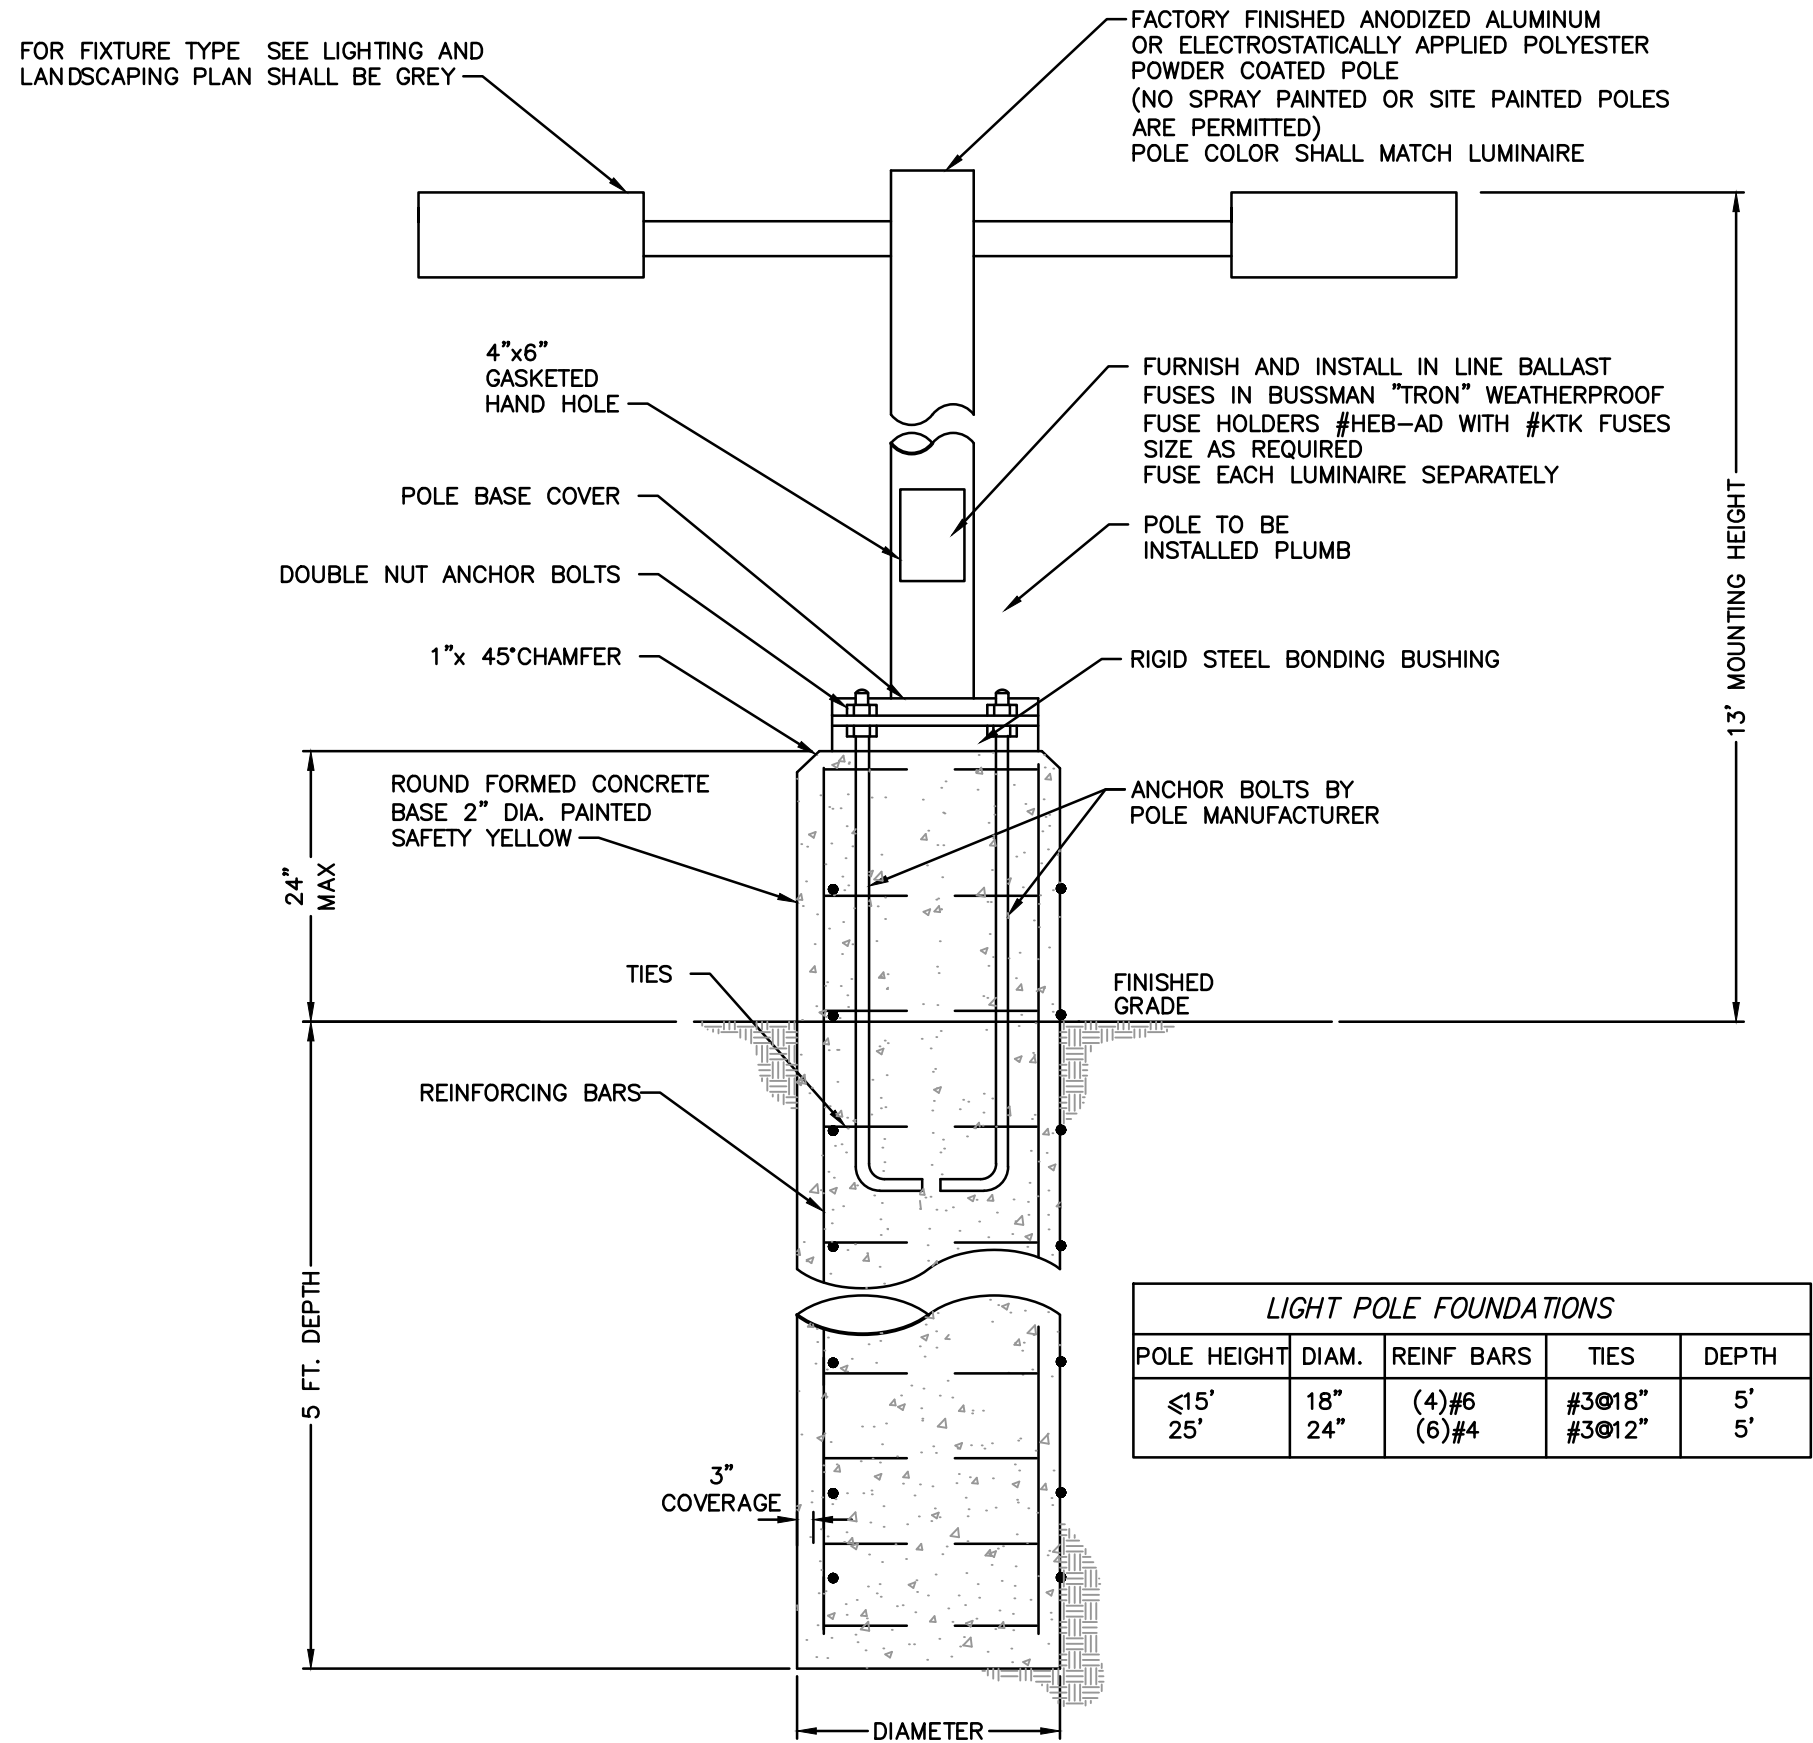 FOR FIXTURE TYPE SEE LIGHTING AND
LANDSCAPING PLAN SHALL BE GREY
FACTORY FINISHED ANODIZED ALUMINUM
OR ELECTROSTATICALLY APPLIED POLYESTER
POWDER COATED POLE
(NO SPRAY PAINTED OR SITE PAINTED POLES
ARE PERMITTED)
POLE COLOR SHALL MATCH LUMINAIRE
4"x6"
GASKETED
HAND HOLE
FURNISH AND INSTALL IN LINE BALLAST
FUSES IN BUSSMAN "TRON" WEATHERPROOF
FUSE HOLDERS #HEB-AD WITH #KTK FUSES
SIZE AS REQUIRED
FUSE EACH LUMINAIRE SEPARATELY
POLE BASE COVER
POLE TO BE
INSTALLED PLUMB
13' MOUNTING HEIGHT
DOUBLE NUT ANCHOR BOLTS
1"x 45°CHAMFER
RIGID STEEL BONDING BUSHING
ROUND FORMED CONCRETE
BASE 2" DIA. PAINTED
SAFETY YELLOW
ANCHOR BOLTS BY
POLE MANUFACTURER
24"
MAX
TIES
FINISHED
GRADE
REINFORCING BARS
5 FT. DEPTH
LIGHT POLE FOUNDATIONS
POLE HEIGHT DIAM. REINF BARS TIES DEPTH
⩽15' 18" (4)#6 #3@18" 5'
25' 24" (6)#4 #3@12" 5'
3"
COVERAGE
DIAMETER